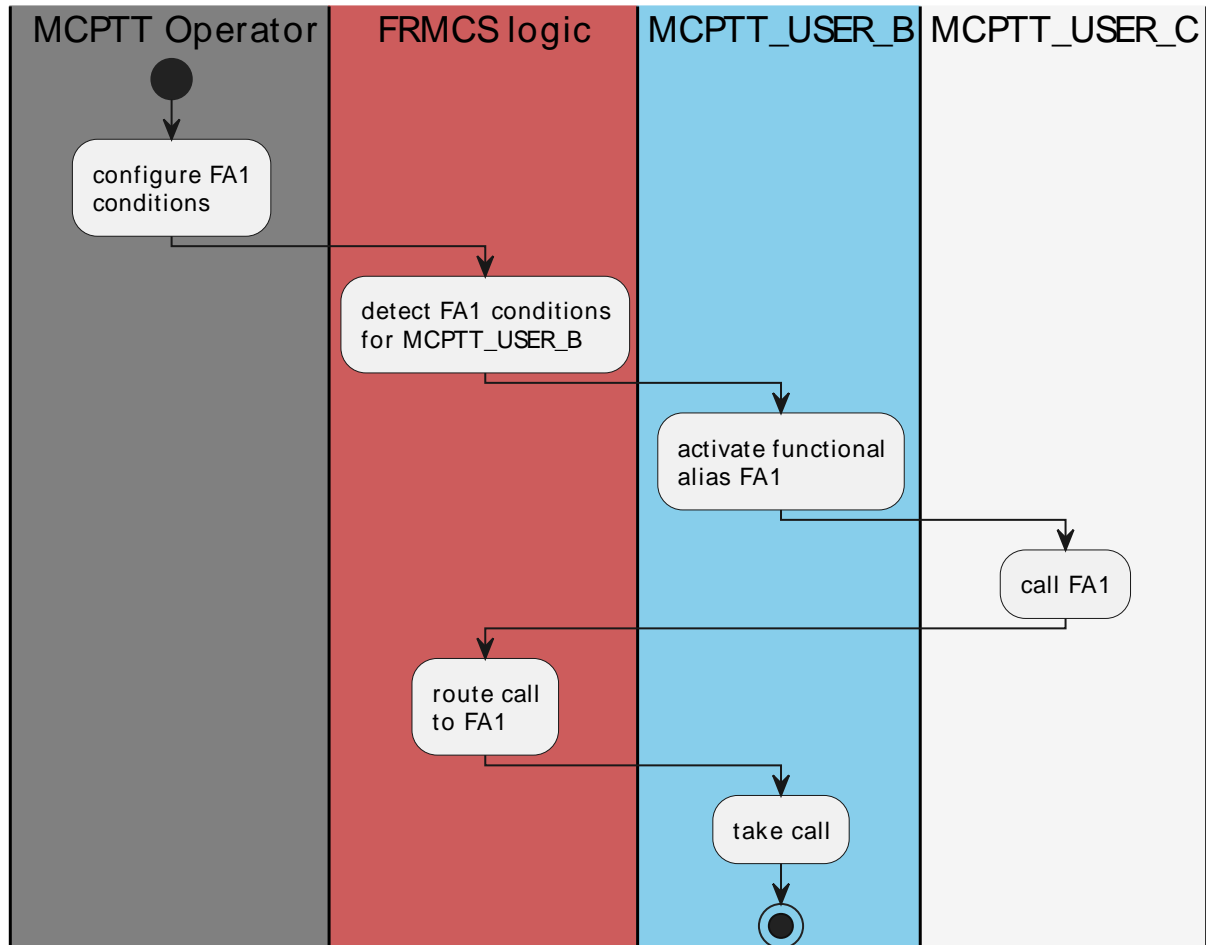 MCPTT Operator
FRMCS logic
MCPTT_USER_B
MCPTT_USER_C
configure FA1
conditions
detect FA1 conditions
for MCPTT_USER_B
activate functional
alias FA1
call FA1
route call
to FA1
take call